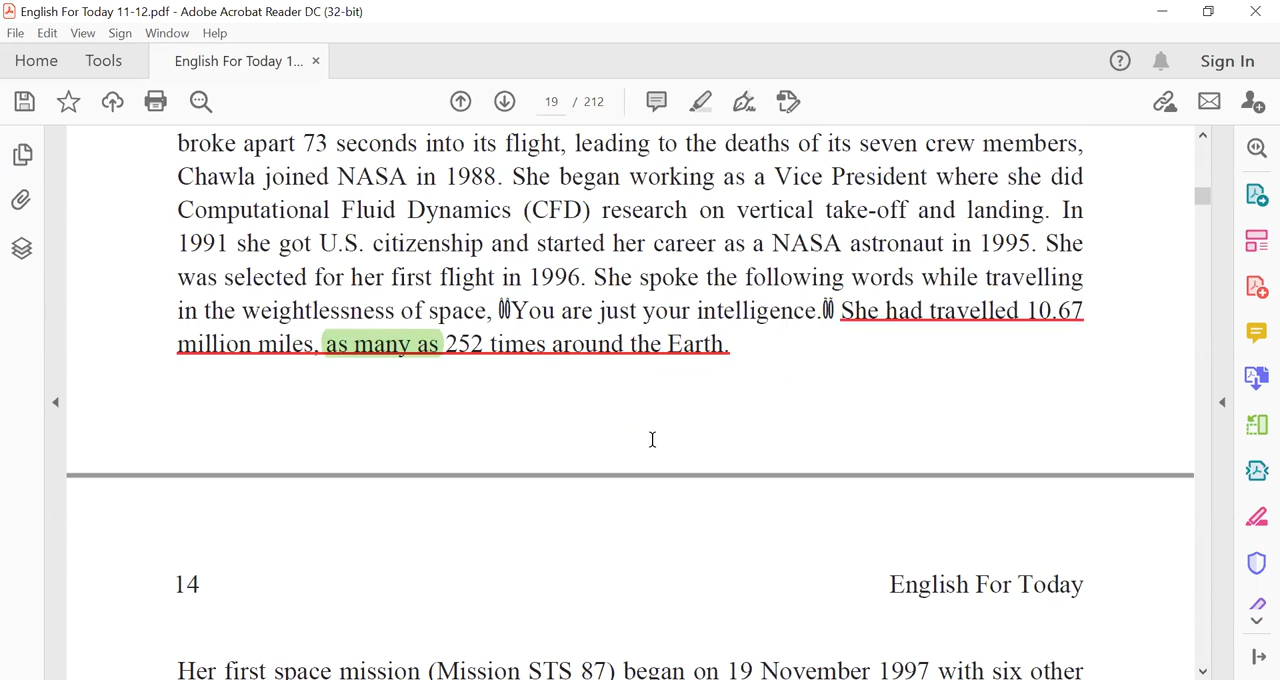 English For Today 11-12.pdf - Adobe Acrobat Reader DC (32-bit)
File Edit View Sign Window Help
Home Tools English For Today 1... × ? Sign In
19 / 212
broke apart 73 seconds into its flight, leading to the deaths of its seven crew members,
Chawla joined NASA in 1988. She began working as a Vice President where she did
Computational Fluid Dynamics (CFD) research on vertical take-off and landing. In
1991 she got U.S. citizenship and started her career as a NASA astronaut in 1995. She
was selected for her first flight in 1996. She spoke the following words while travelling
in the weightlessness of space, ÒYou are just your intelligence.Ó She had travelled 10.67
million miles, as many as 252 times around the Earth.
14 English For Today
Her first space mission (Mission STS 87) began on 19 November 1997 with six other